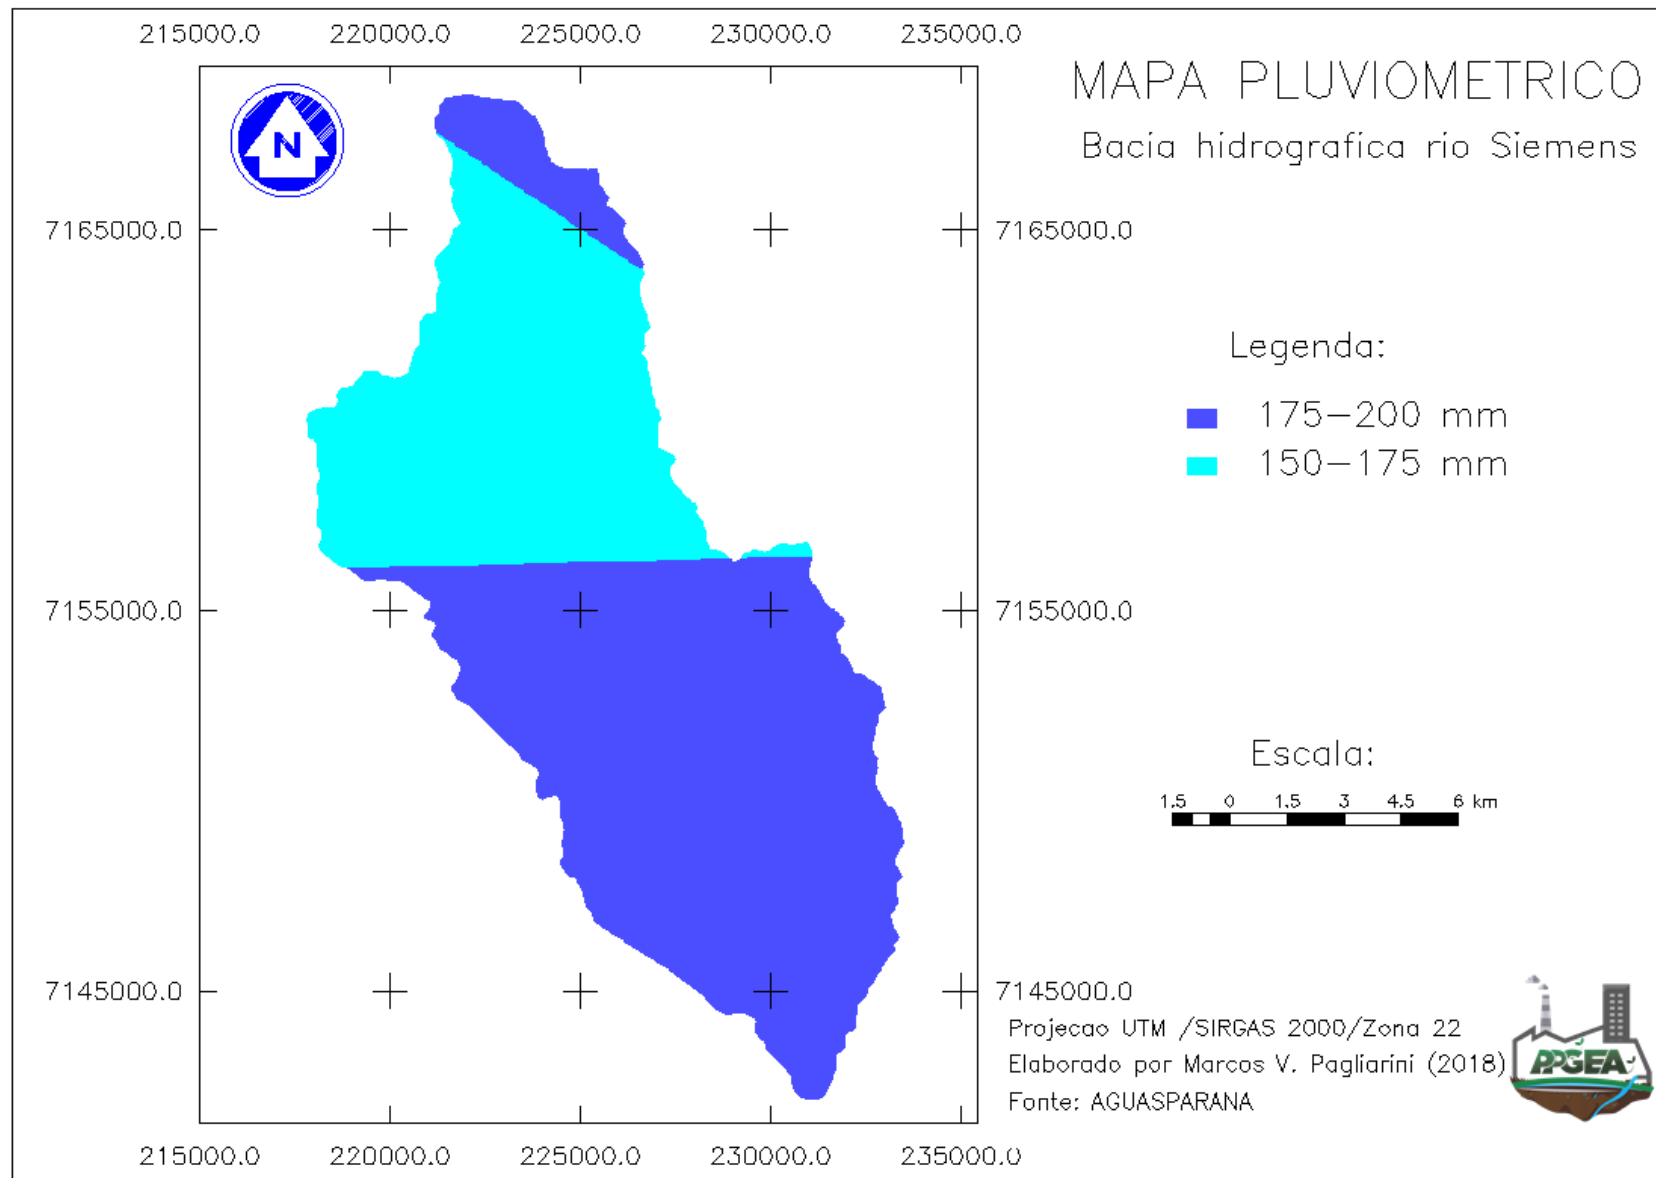 215000.0 220000.0 225000.0 230000.0 235000.0
MAPA PLUVIOMETRICO
Bacia hidrografica rio Siemens
N
7165000.0 7165000.0
Legenda:
175-200 mm
150-175 mm
7155000.0 7155000.0
Escala:
1.5 0 1.5 3 4.5 6 km
7145000.0 7145000.0
Projecao UTM /SIRGAS 2000/Zona 22
Elaborado por Marcos V. Pagliarini (2018)
Fonte: AGUASPARANA
PPGEA
215000.0 220000.0 225000.0 230000.0 235000.0